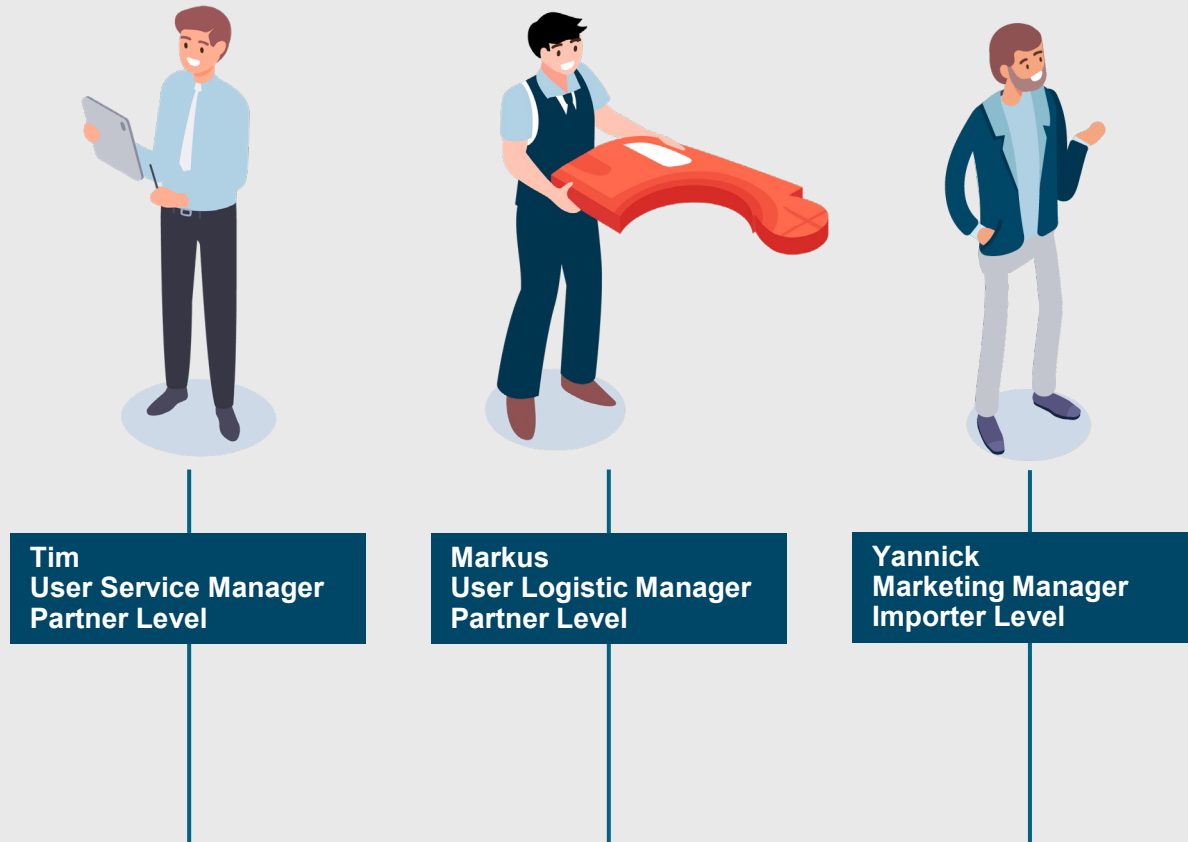 Tim
User Service Manager
Partner Level
Markus
User Logistic Manager
Partner Level
Yannick
Marketing Manager
Importer Level